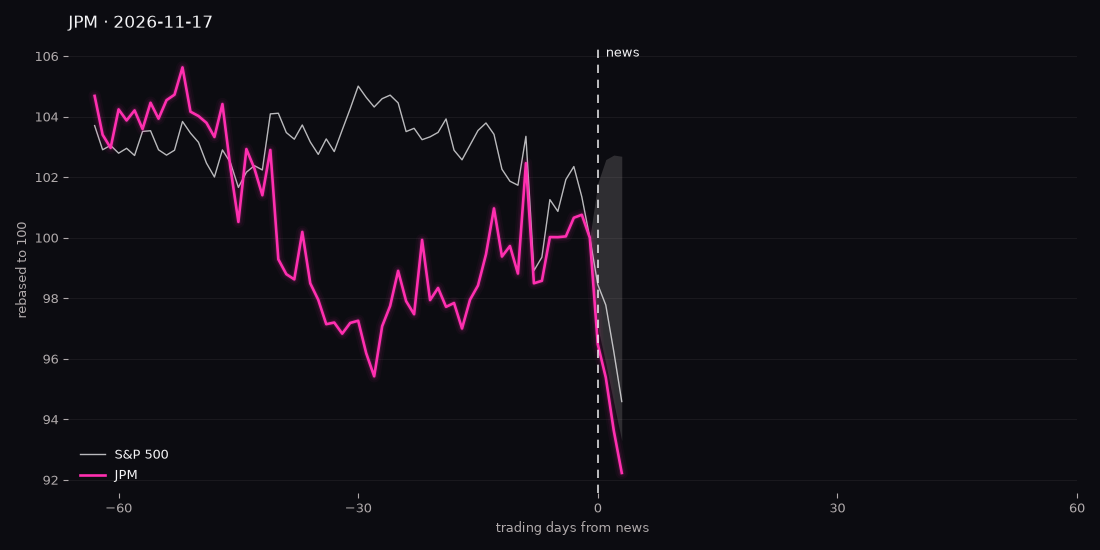 JPM · 2026-11-17
news
106
104
102
100
98
96
94
92
rebased to 100
S&P 500
JPM
−60
−30
0
30
60
trading days from news